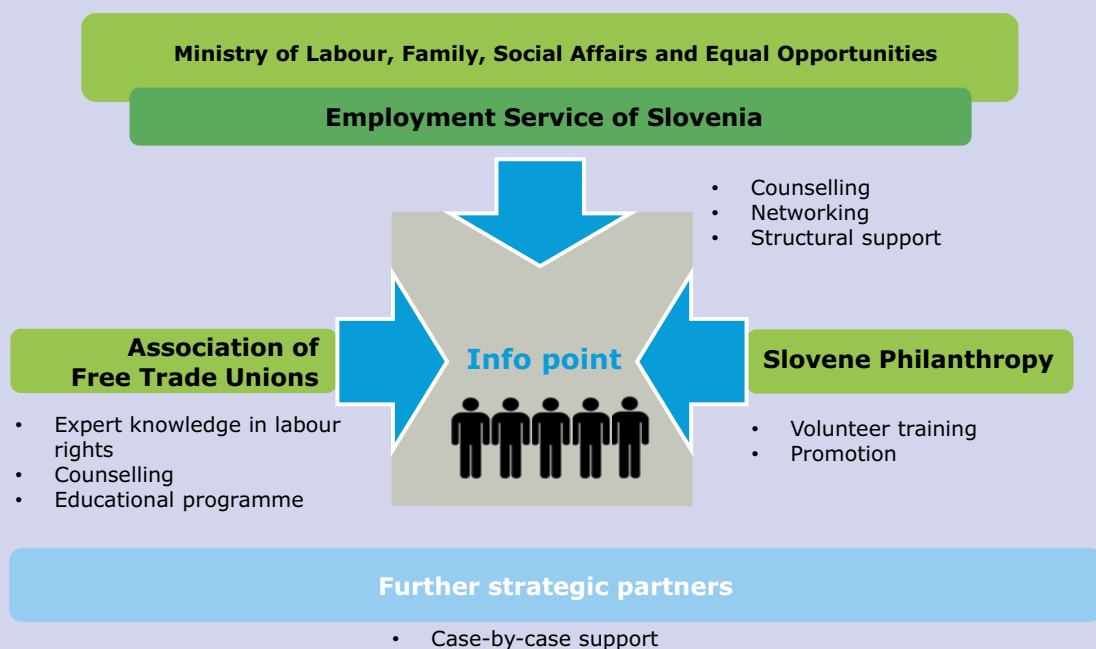 Ministry of Labour, Family, Social Affairs and Equal Opportunities
Employment Service of Slovenia
• Counselling
• Networking
• Structural support
Association of
Free Trade Unions
• Expert knowledge in labour
rights
• Counselling
• Educational programme
Info point
Slovene Philanthropy
• Volunteer training
• Promotion
Further strategic partners
• Case-by-case support